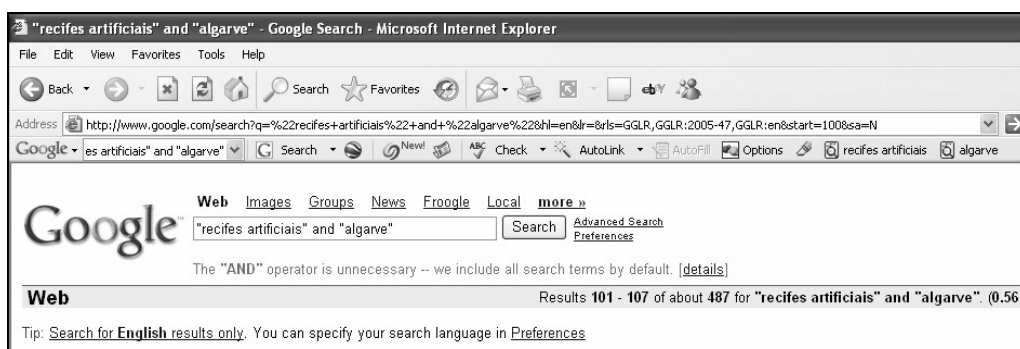 "recifes artificiais" and "algarve" - Google Search - Microsoft Internet Explorer
File Edit View Favorites Tools Help
Back Search Favorites ebY
Address http://www.google.com/search?q=%22recifes+artificiais%22+and+%22algarve%22&hl=en&lr=&rls=GGLR,GGLR:2005-47,GGLR:en&start=100&sa=N
Google es artificiais" and "algarve" G Search New! ABC Check AutoLink AutoFill Options recifes artificiais algarve
Web Images Groups News Froogle Local more »
Google™ "recifes artificiais" and "algarve" Search Advanced Search
Preferences
The "AND" operator is unnecessary -- we include all search terms by default. [details]
Web Results 101 - 107 of about 487 for "recifes artificiais" and "algarve". (0.56
Tip: Search for English results only. You can specify your search language in Preferences